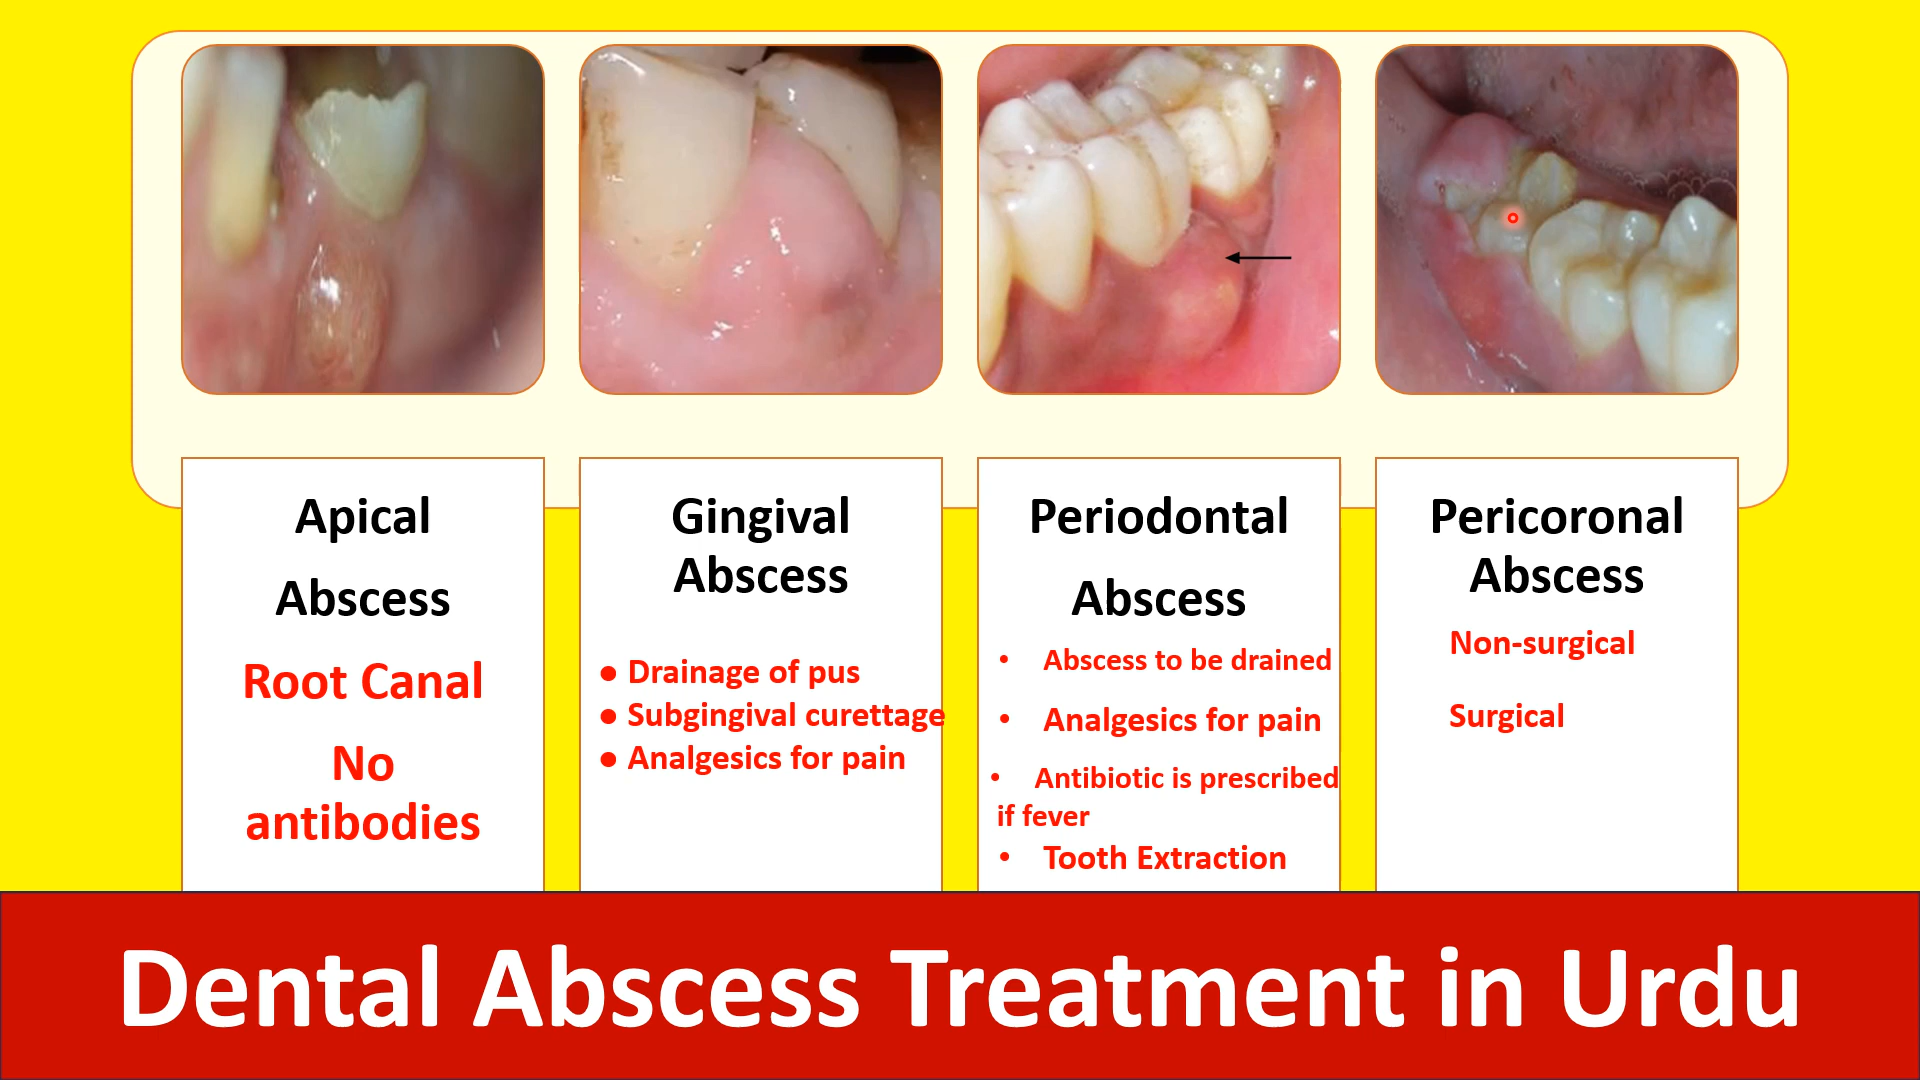 Apical
Abscess
Root Canal
No
antibodies
Gingival
Abscess
● Drainage of pus
● Subgingival curettage
● Analgesics for pain
Periodontal
Abscess
• Abscess to be drained
• Analgesics for pain
• Antibiotic is prescribed
if fever
• Tooth Extraction
Pericoronal
Abscess
Non-surgical
Surgical
Dental Abscess Treatment in Urdu